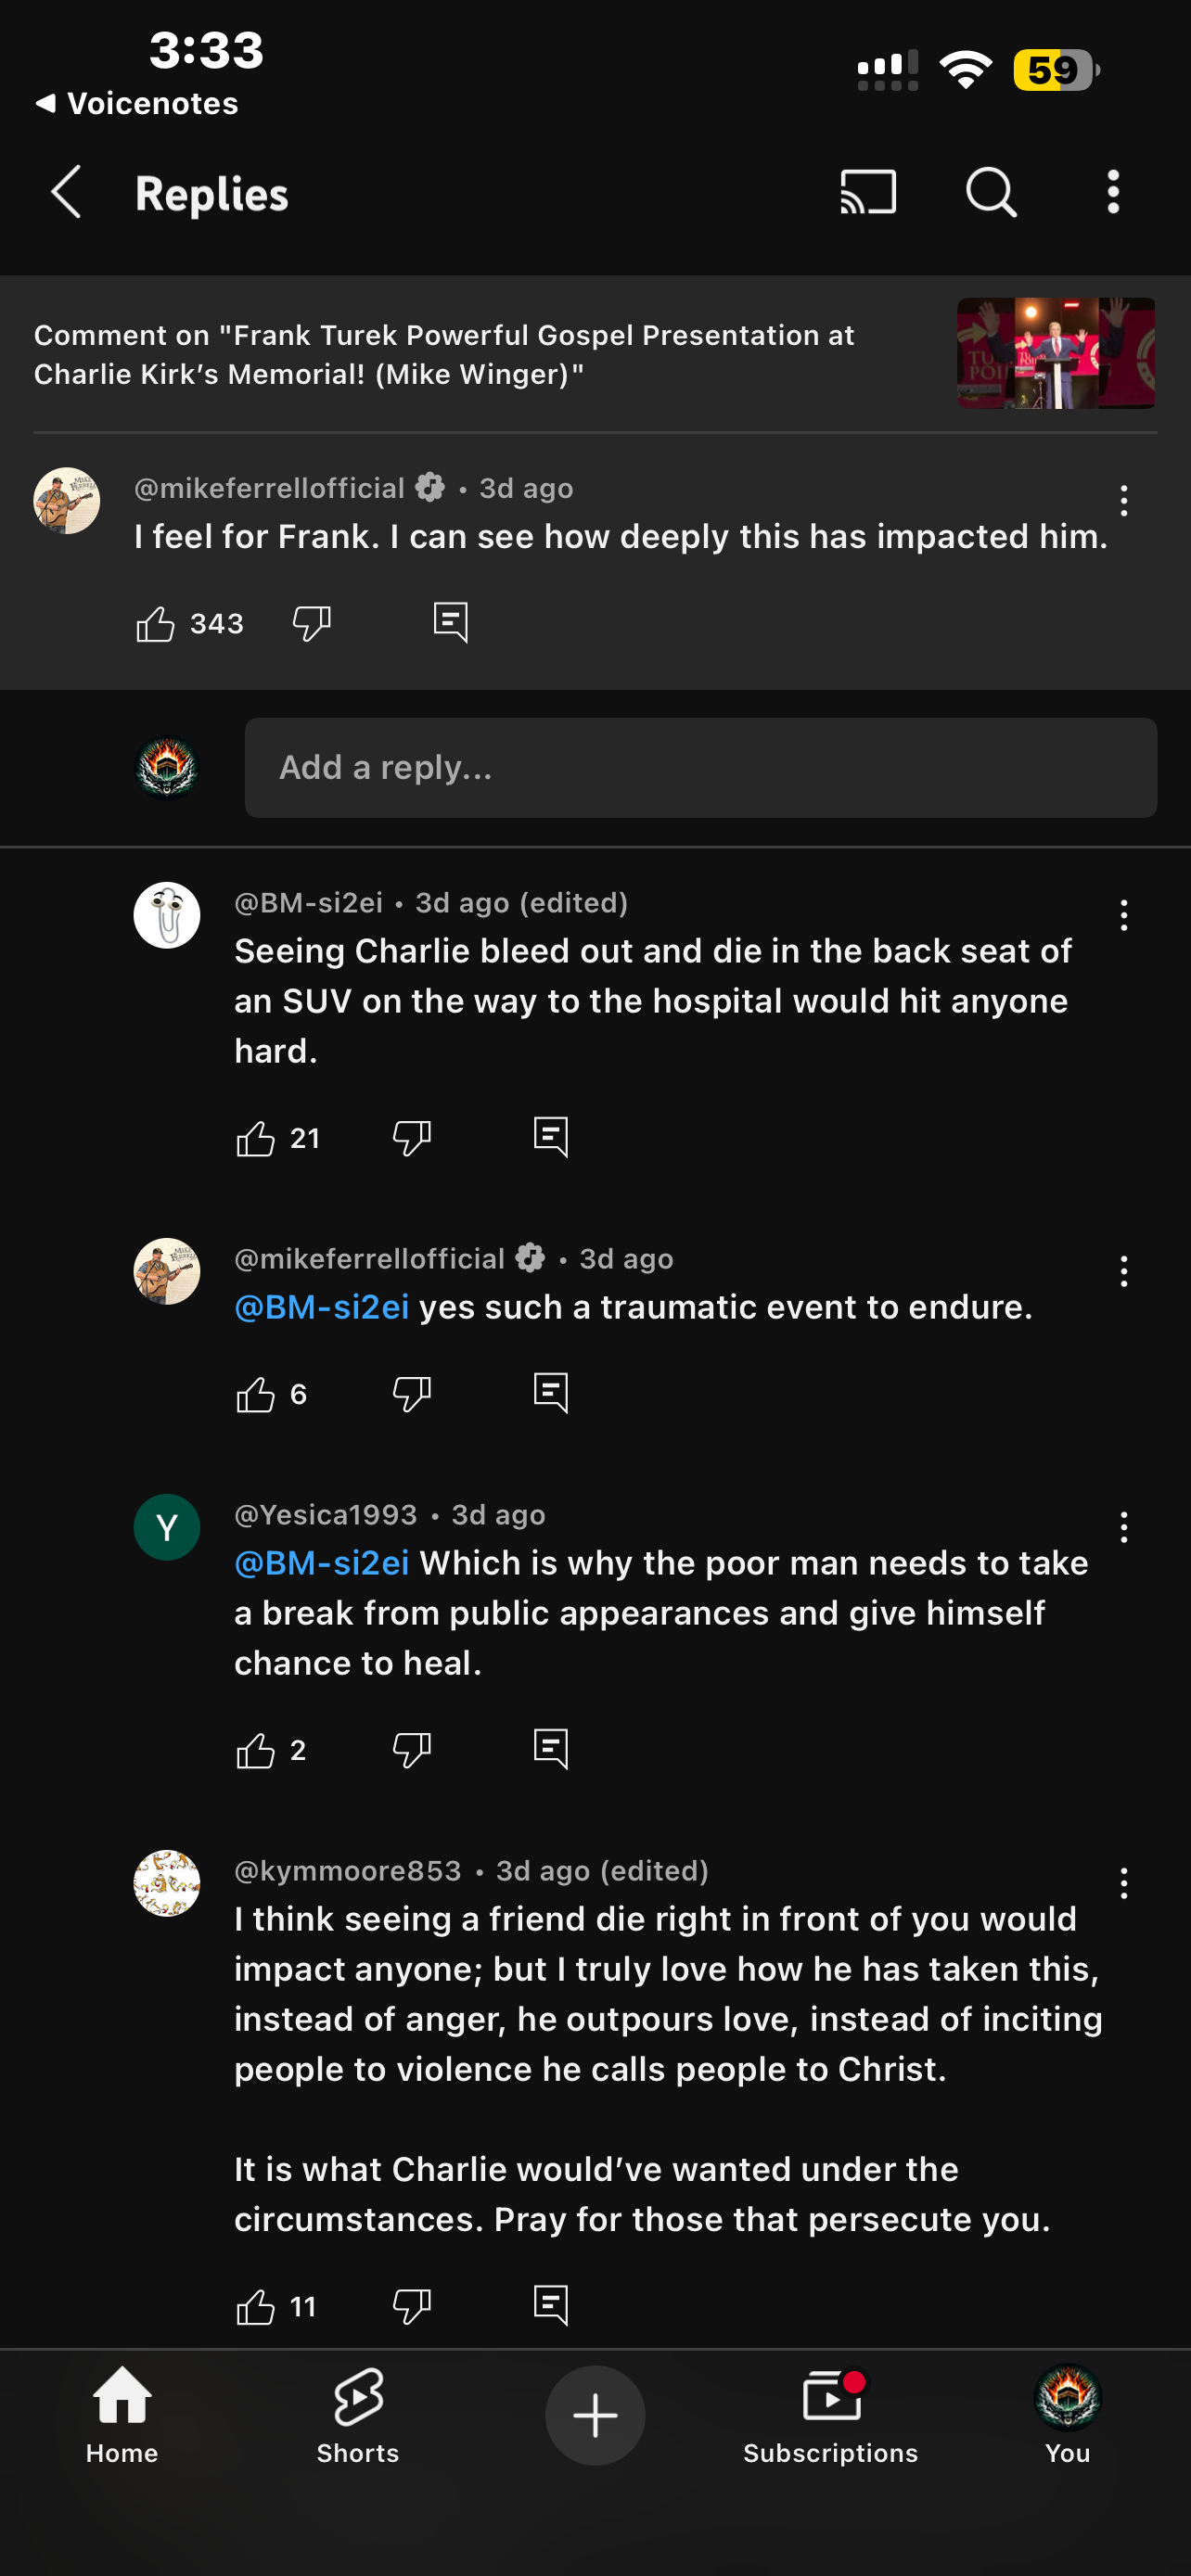 3:33
59
◀ Voicenotes
Replies
Comment on "Frank Turek Powerful Gospel Presentation at
Charlie Kirk’s Memorial! (Mike Winger)"
@mikeferrellofficial • 3d ago
I feel for Frank. I can see how deeply this has impacted him.
343
Add a reply...
@BM-si2ei • 3d ago (edited)
Seeing Charlie bleed out and die in the back seat of
an SUV on the way to the hospital would hit anyone
hard.
21
@mikeferrellofficial • 3d ago
@BM-si2ei yes such a traumatic event to endure.
6
Y
@Yesica1993 • 3d ago
@BM-si2ei Which is why the poor man needs to take
a break from public appearances and give himself
chance to heal.
2
@kymmoore853 • 3d ago (edited)
I think seeing a friend die right in front of you would
impact anyone; but I truly love how he has taken this,
instead of anger, he outpours love, instead of inciting
people to violence he calls people to Christ.
It is what Charlie would’ve wanted under the
circumstances. Pray for those that persecute you.
11
Home
Shorts
Subscriptions
You